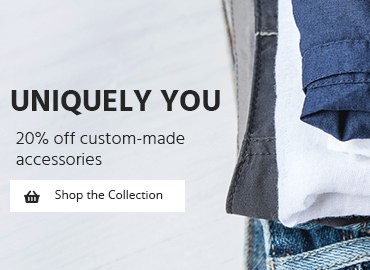 UNIQUELY YOU
20% off custom-made
accessories
Shop the Collection